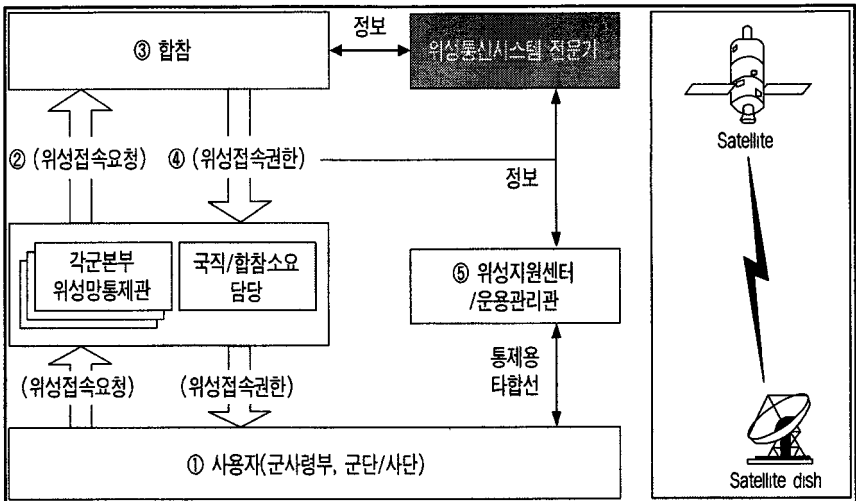 ③ 합참
정보
위성통신시스템 전문가
② (위성접속요청)
④ (위성접속권한)
정보
각군본부
위성망통제관
국직/합참소요
담당
⑤ 위성지원센터
/운용관리관
(위성접속요청)
(위성접속권한)
통제용
타합선
① 사용자(군사령부, 군단/사단)
Satellite
Satellite dish